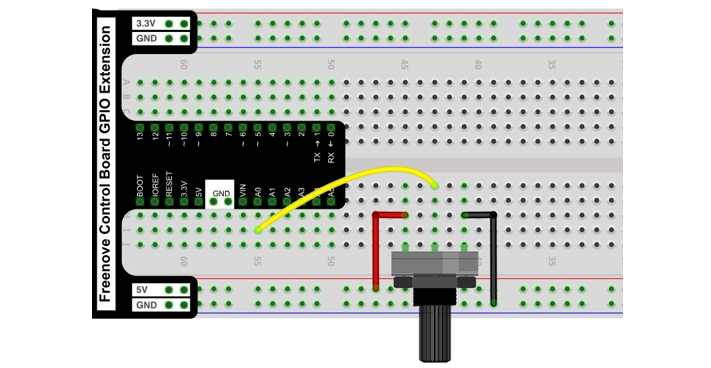 Freenove Control Board GPIO Extension
3.3V
GND
60 55 50 45 40 35
A
B
13 12 ~11 ~10 ~9 8 7 ~6 ~5 4 ~3 2 TX → 1 RX ← 0
BOOT IOREF RESET 3.3V 5V GND VIN A0 A1 A2 A3
I
J
60 55 50 35
5V
GND